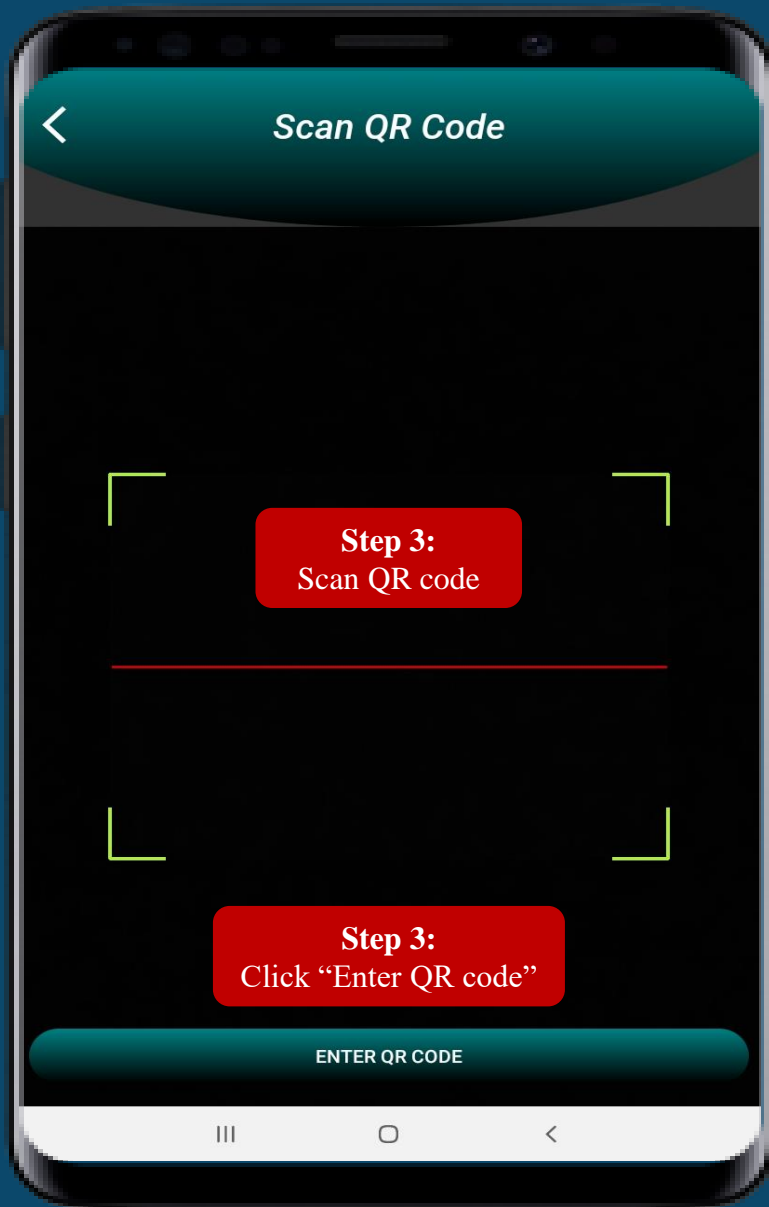 Scan QR Code
Step 3:
Scan QR code
Step 3:
Click “Enter QR code”
ENTER QR CODE